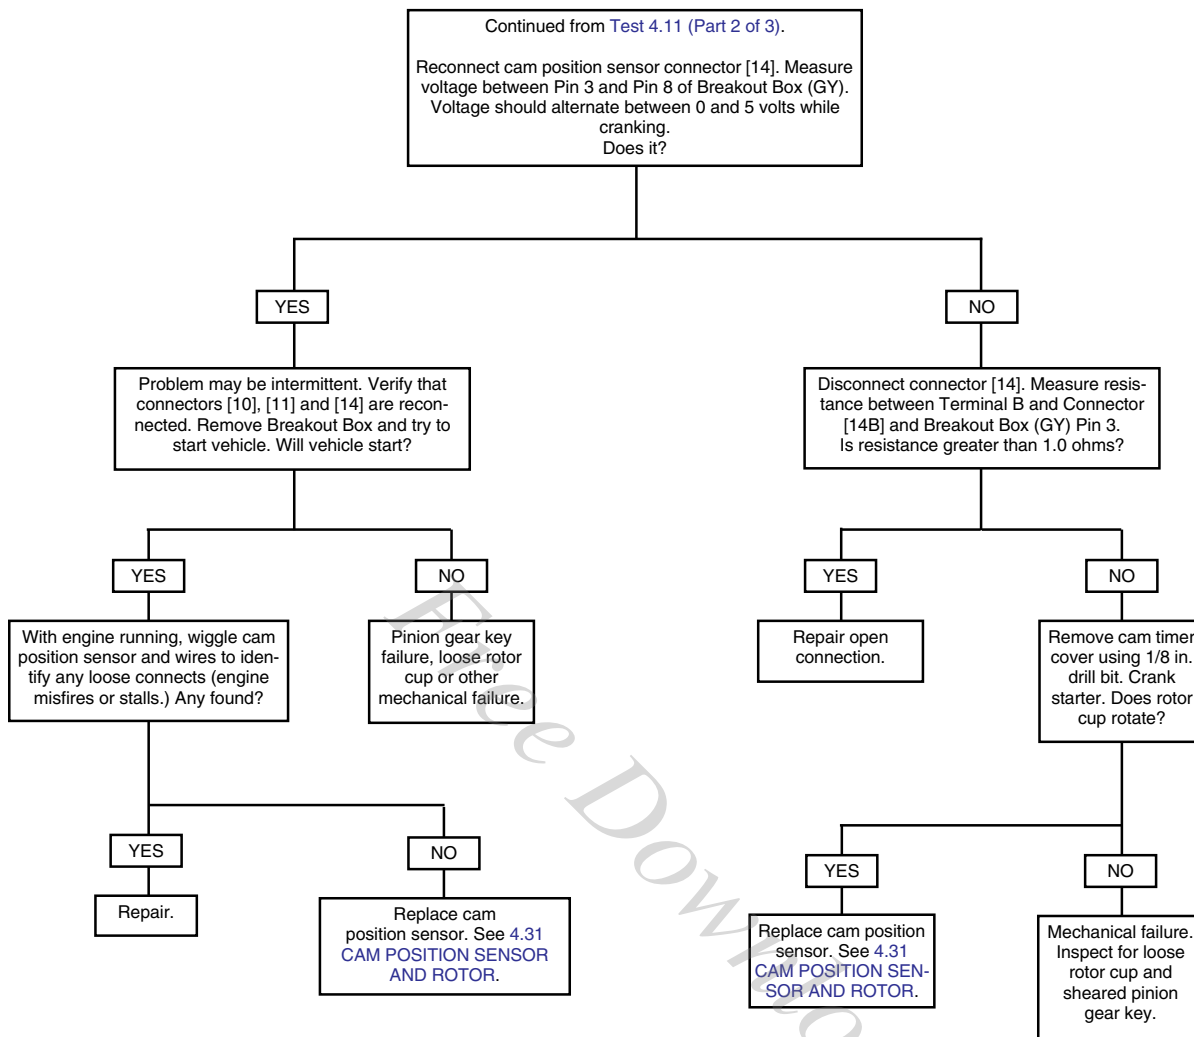 Continued from Test 4.11 (Part 2 of 3).
Reconnect cam position sensor connector [14]. Measure
voltage between Pin 3 and Pin 8 of Breakout Box (GY).
Voltage should alternate between 0 and 5 volts while
cranking.
Does it?
YES
NO
Problem may be intermittent. Verify that
connectors [10], [11] and [14] are recon-
nected. Remove Breakout Box and try to
start vehicle. Will vehicle start?
Disconnect connector [14]. Measure resis-
tance between Terminal B and Connector
[14B] and Breakout Box (GY) Pin 3.
Is resistance greater than 1.0 ohms?
YES
NO
YES
NO
With engine running, wiggle cam
position sensor and wires to iden-
tify any loose connects (engine
misfires or stalls.) Any found?
Pinion gear key
failure, loose rotor
cup or other
mechanical failure.
Repair open
connection.
Remove cam timer
cover using 1/8 in.
drill bit. Crank
starter. Does rotor
cup rotate?
YES
NO
YES
NO
Repair.
Replace cam
position sensor. See 4.31
CAM POSITION SENSOR
AND ROTOR.
Replace cam position
sensor. See 4.31
CAM POSITION SEN-
SOR AND ROTOR.
Mechanical failure.
Inspect for loose
rotor cup and
sheared pinion
gear key.
Free Downlo